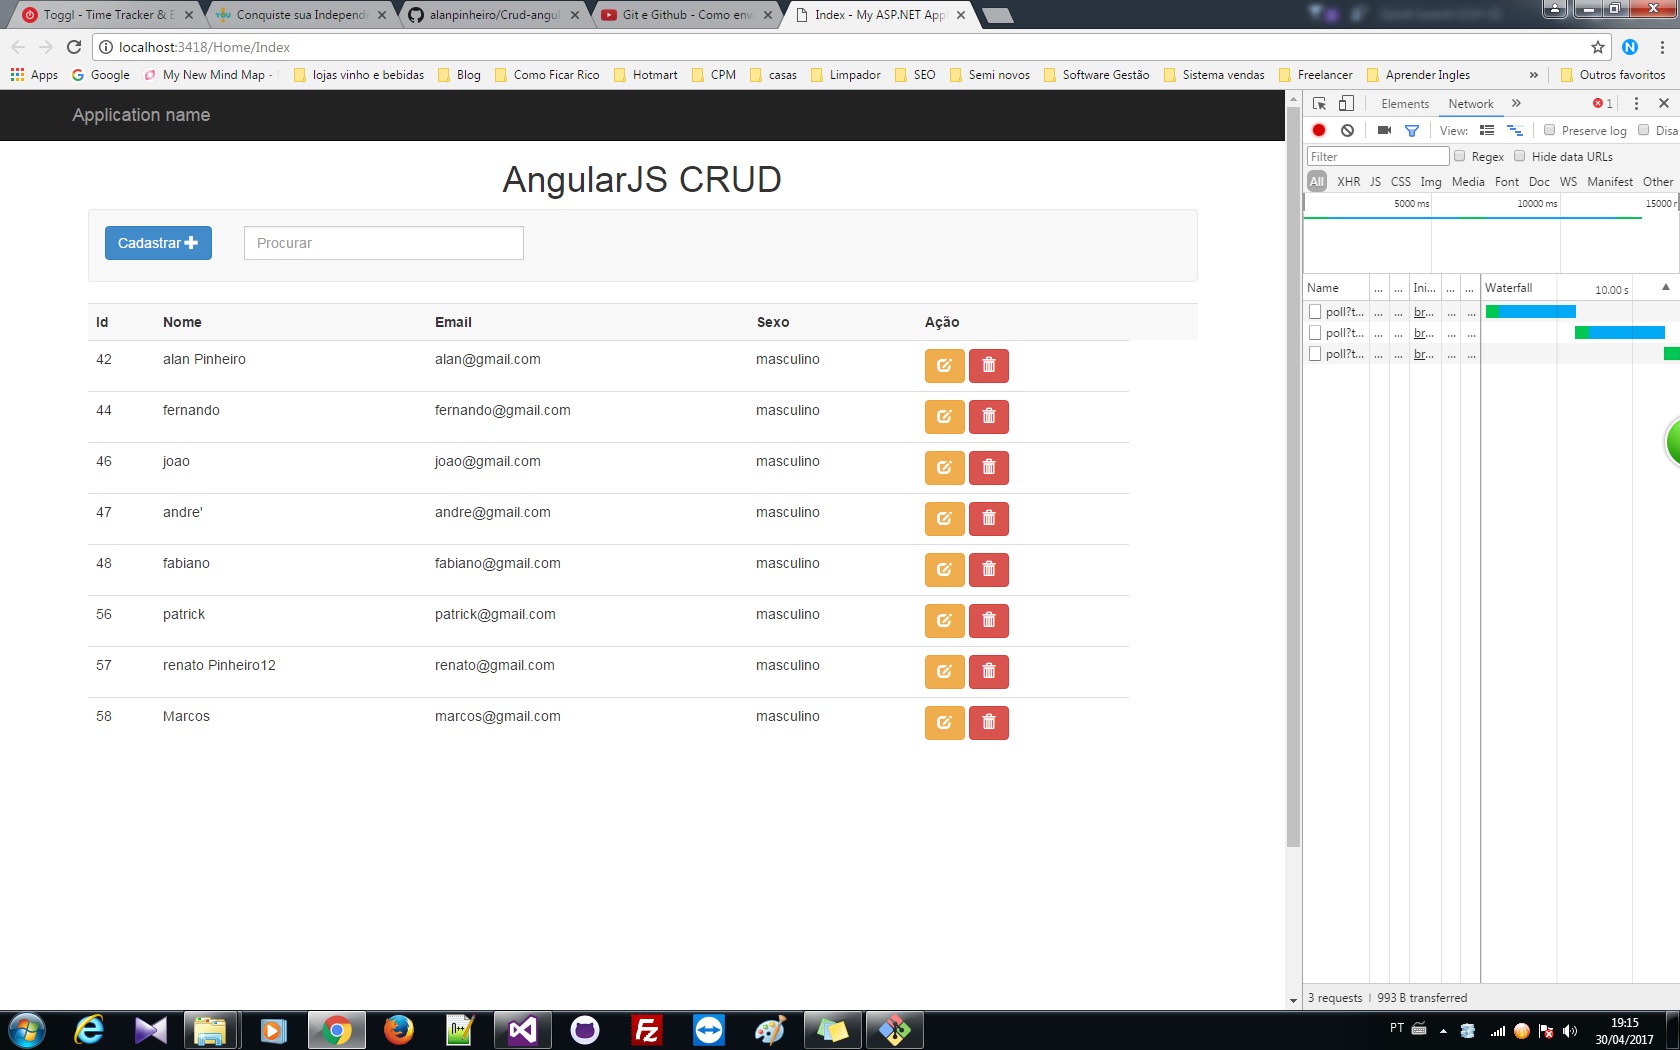 Toggl - Time Tracker & E
Conquiste sua Independe
alanpinheiro/Crud-angul
Git e Github - Como env
Index - My ASP.NET Appl
localhost:3418/Home/Index
Apps
Google
My New Mind Map -
lojas vinho e bebidas
Blog
Como Ficar Rico
Hotmart
CPM
casas
Limpador
SEO
Semi novos
Software Gestão
Sistema vendas
Freelancer
Aprender Ingles
»
Outros favoritos
Application name
AngularJS CRUD
Cadastrar
Procurar
Id Nome Email Sexo Ação
42 alan Pinheiro alan@gmail.com masculino
44 fernando fernando@gmail.com masculino
46 joao joao@gmail.com masculino
47 andre' andre@gmail.com masculino
48 fabiano fabiano@gmail.com masculino
56 patrick patrick@gmail.com masculino
57 renato Pinheiro12 renato@gmail.com masculino
58 Marcos marcos@gmail.com masculino
Elements Network » 1
View: Preserve log Disa
Filter Regex Hide data URLs
All XHR JS CSS Img Media Font Doc WS Manifest Other
5000 ms 10000 ms 15000 r
Name ... ... Ini... ... ... Waterfall 10.00 s
poll?t... ... ... br... ... ...
poll?t... ... ... br... ... ...
poll?t... ... ... br... ... ...
3 requests | 993 B transferred
PT
19:15
30/04/2017